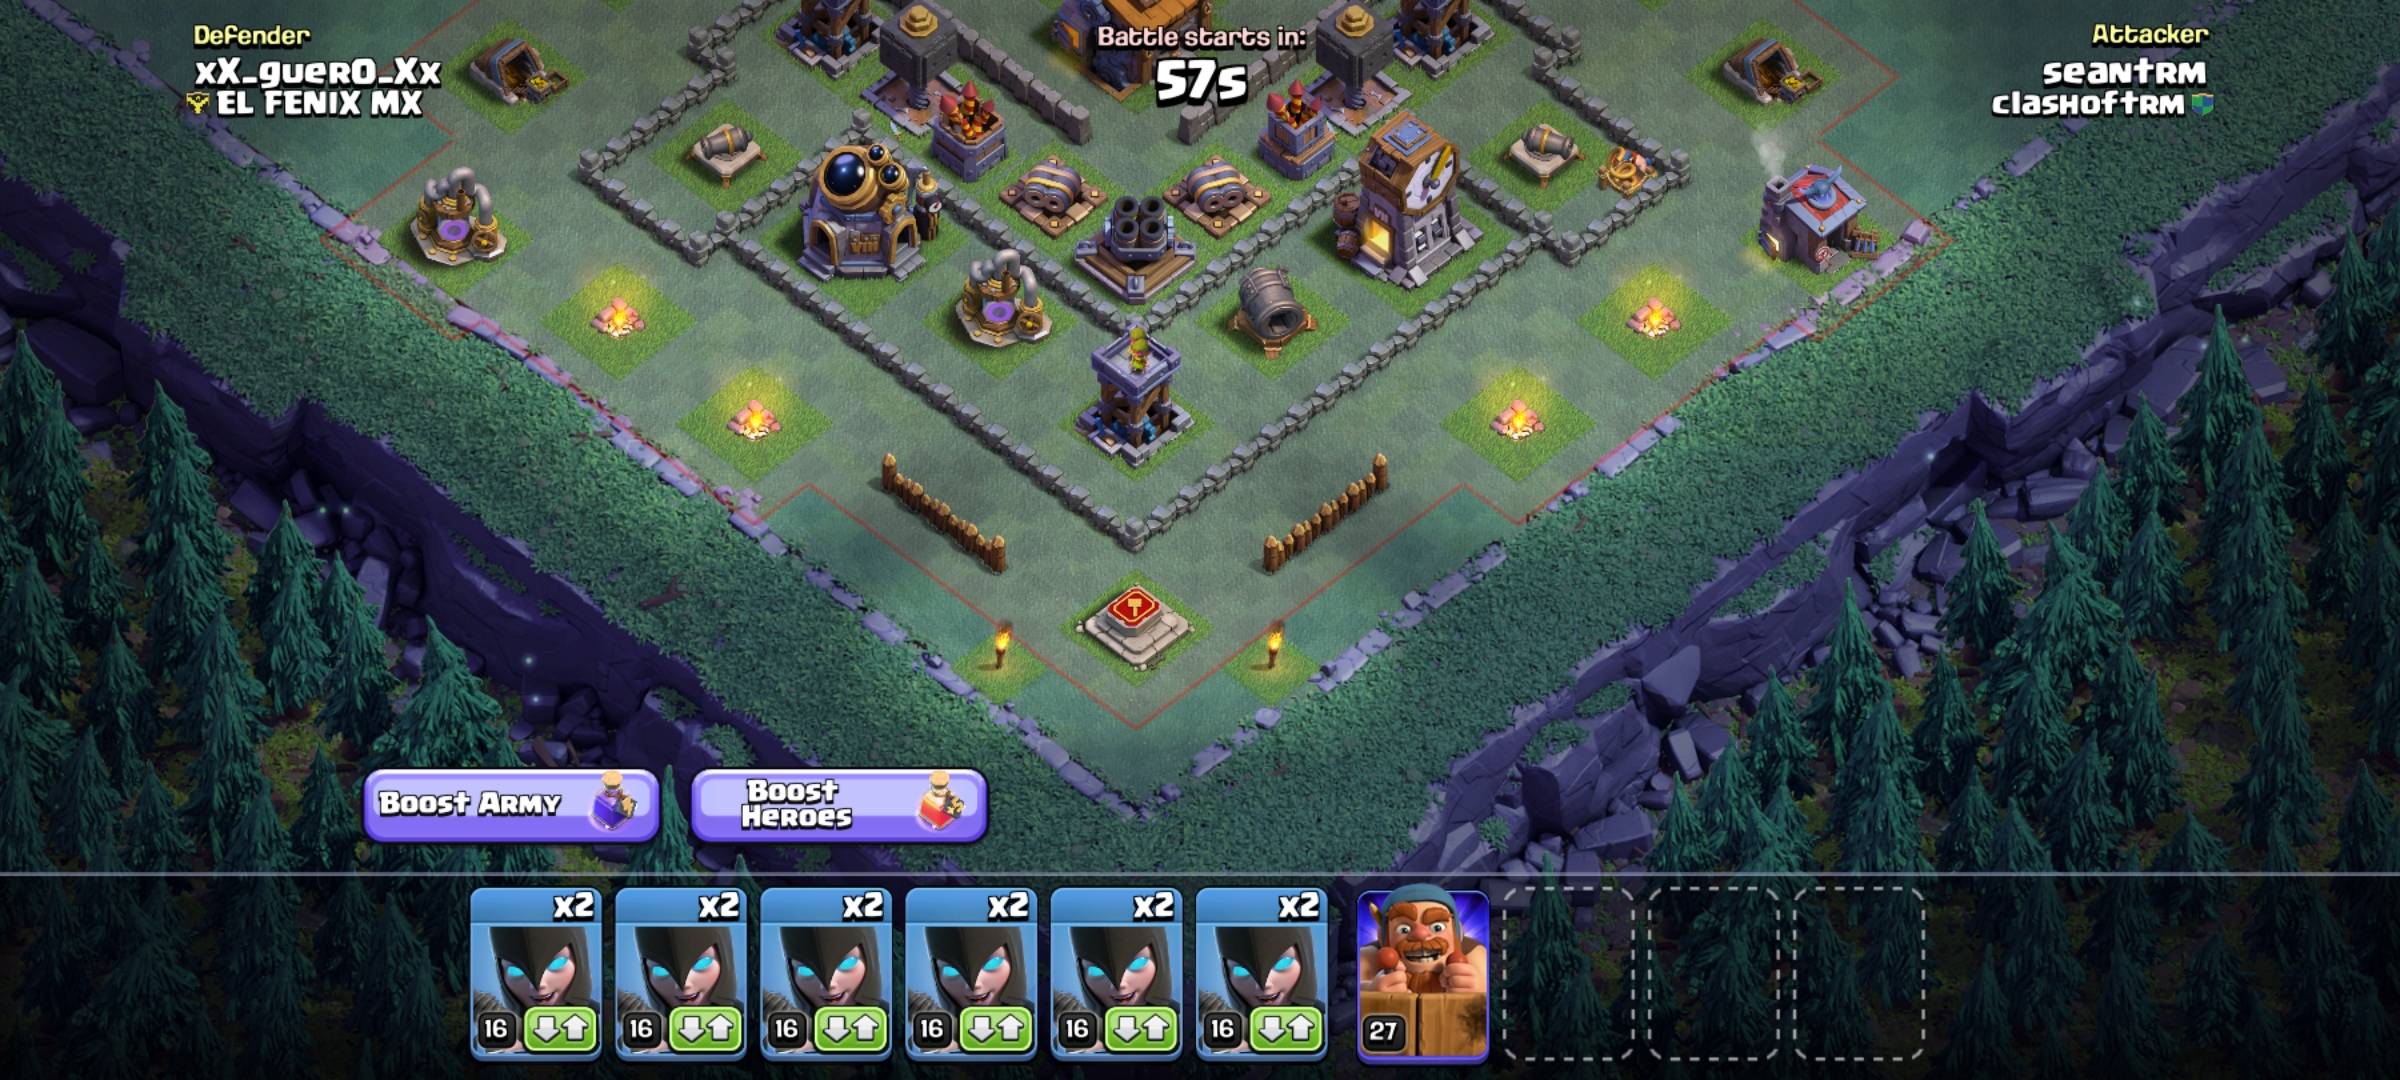 Defender
xX_guerO_Xx
EL FENIX MX
Battle starts in:
57s
Attacker
seantRM
clashoftRM
VIII
Boost Army
Boost
Heroes
x2
x2
x2
x2
x2
x2
16
16
16
16
16
16
27